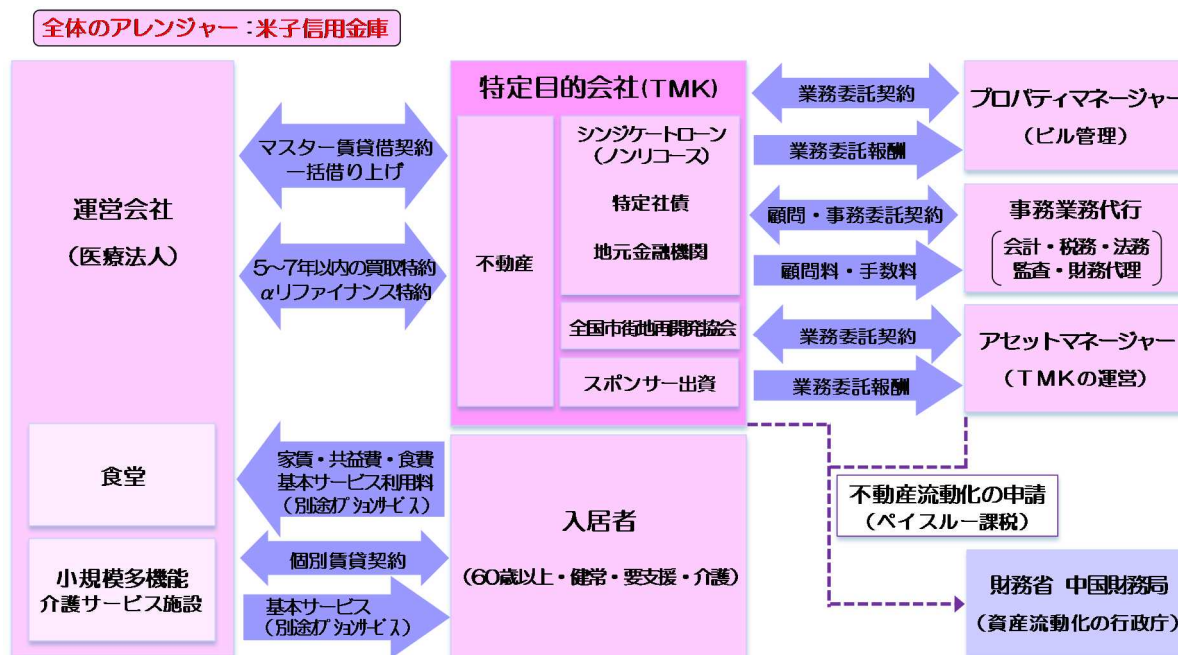 全体のアレンジャー：米子信用金庫
運営会社
（医療法人）
食堂
小規模多機能
介護サービス施設
マスター賃貸借契約
一括借り上げ
5～7年以内の買取特約
αリファイナンス特約
家賃・共益費・食費
基本サービス利用料
（別途ｵﾌﾟｼｮﾝｻｰﾋﾞｽ）
個別賃貸契約
基本サービス
（別途ｵﾌﾟｼｮﾝｻｰﾋﾞｽ）
特定目的会社(TMK)
不動産
シンジケートローン
（ノンリコース）
特定社債
地元金融機関
全国市街地再開発協会
スポンサー出資
入居者
（60歳以上・健常・要支援・介護）
業務委託契約
業務委託報酬
顧問・事務委託契約
顧問料・手数料
業務委託契約
業務委託報酬
プロパティマネージャー
（ビル管理）
事務業務代行
会計・税務・法務
監査・財務代理
アセットマネージャー
（TMKの運営）
不動産流動化の申請
（ペイスルー課税）
財務省 中国財務局
（資産流動化の行政庁）